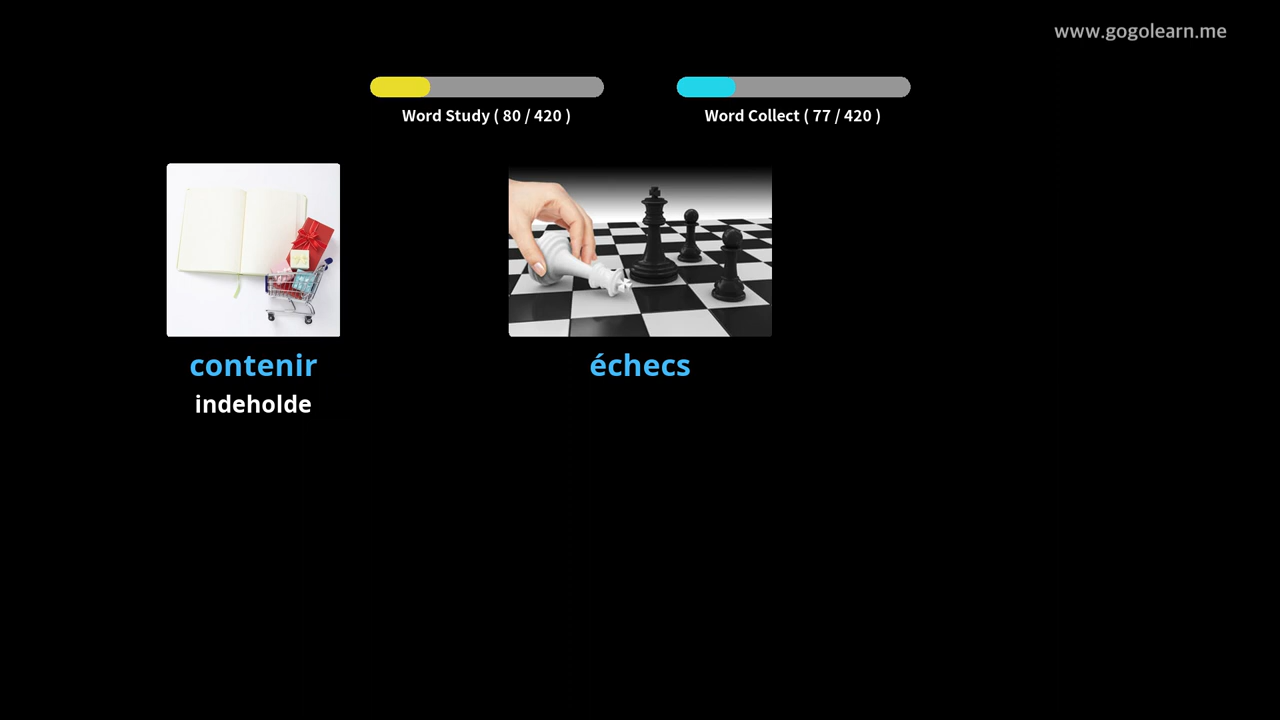 www.gogolearn.me
Word Study ( 80 / 420 )
Word Collect ( 77 / 420 )
contenir
indeholde
échecs